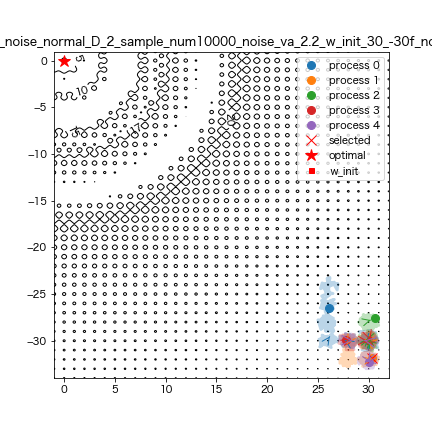 _noise_normal_D_2_sample_num10000_noise_va_2.2_w_init_30_-30f_no
process 0
process 1
process 2
process 3
process 4
selected
optimal
w_init
0
−5
−10
−15
−20
−25
−30
0 5 10 15 20 25 30